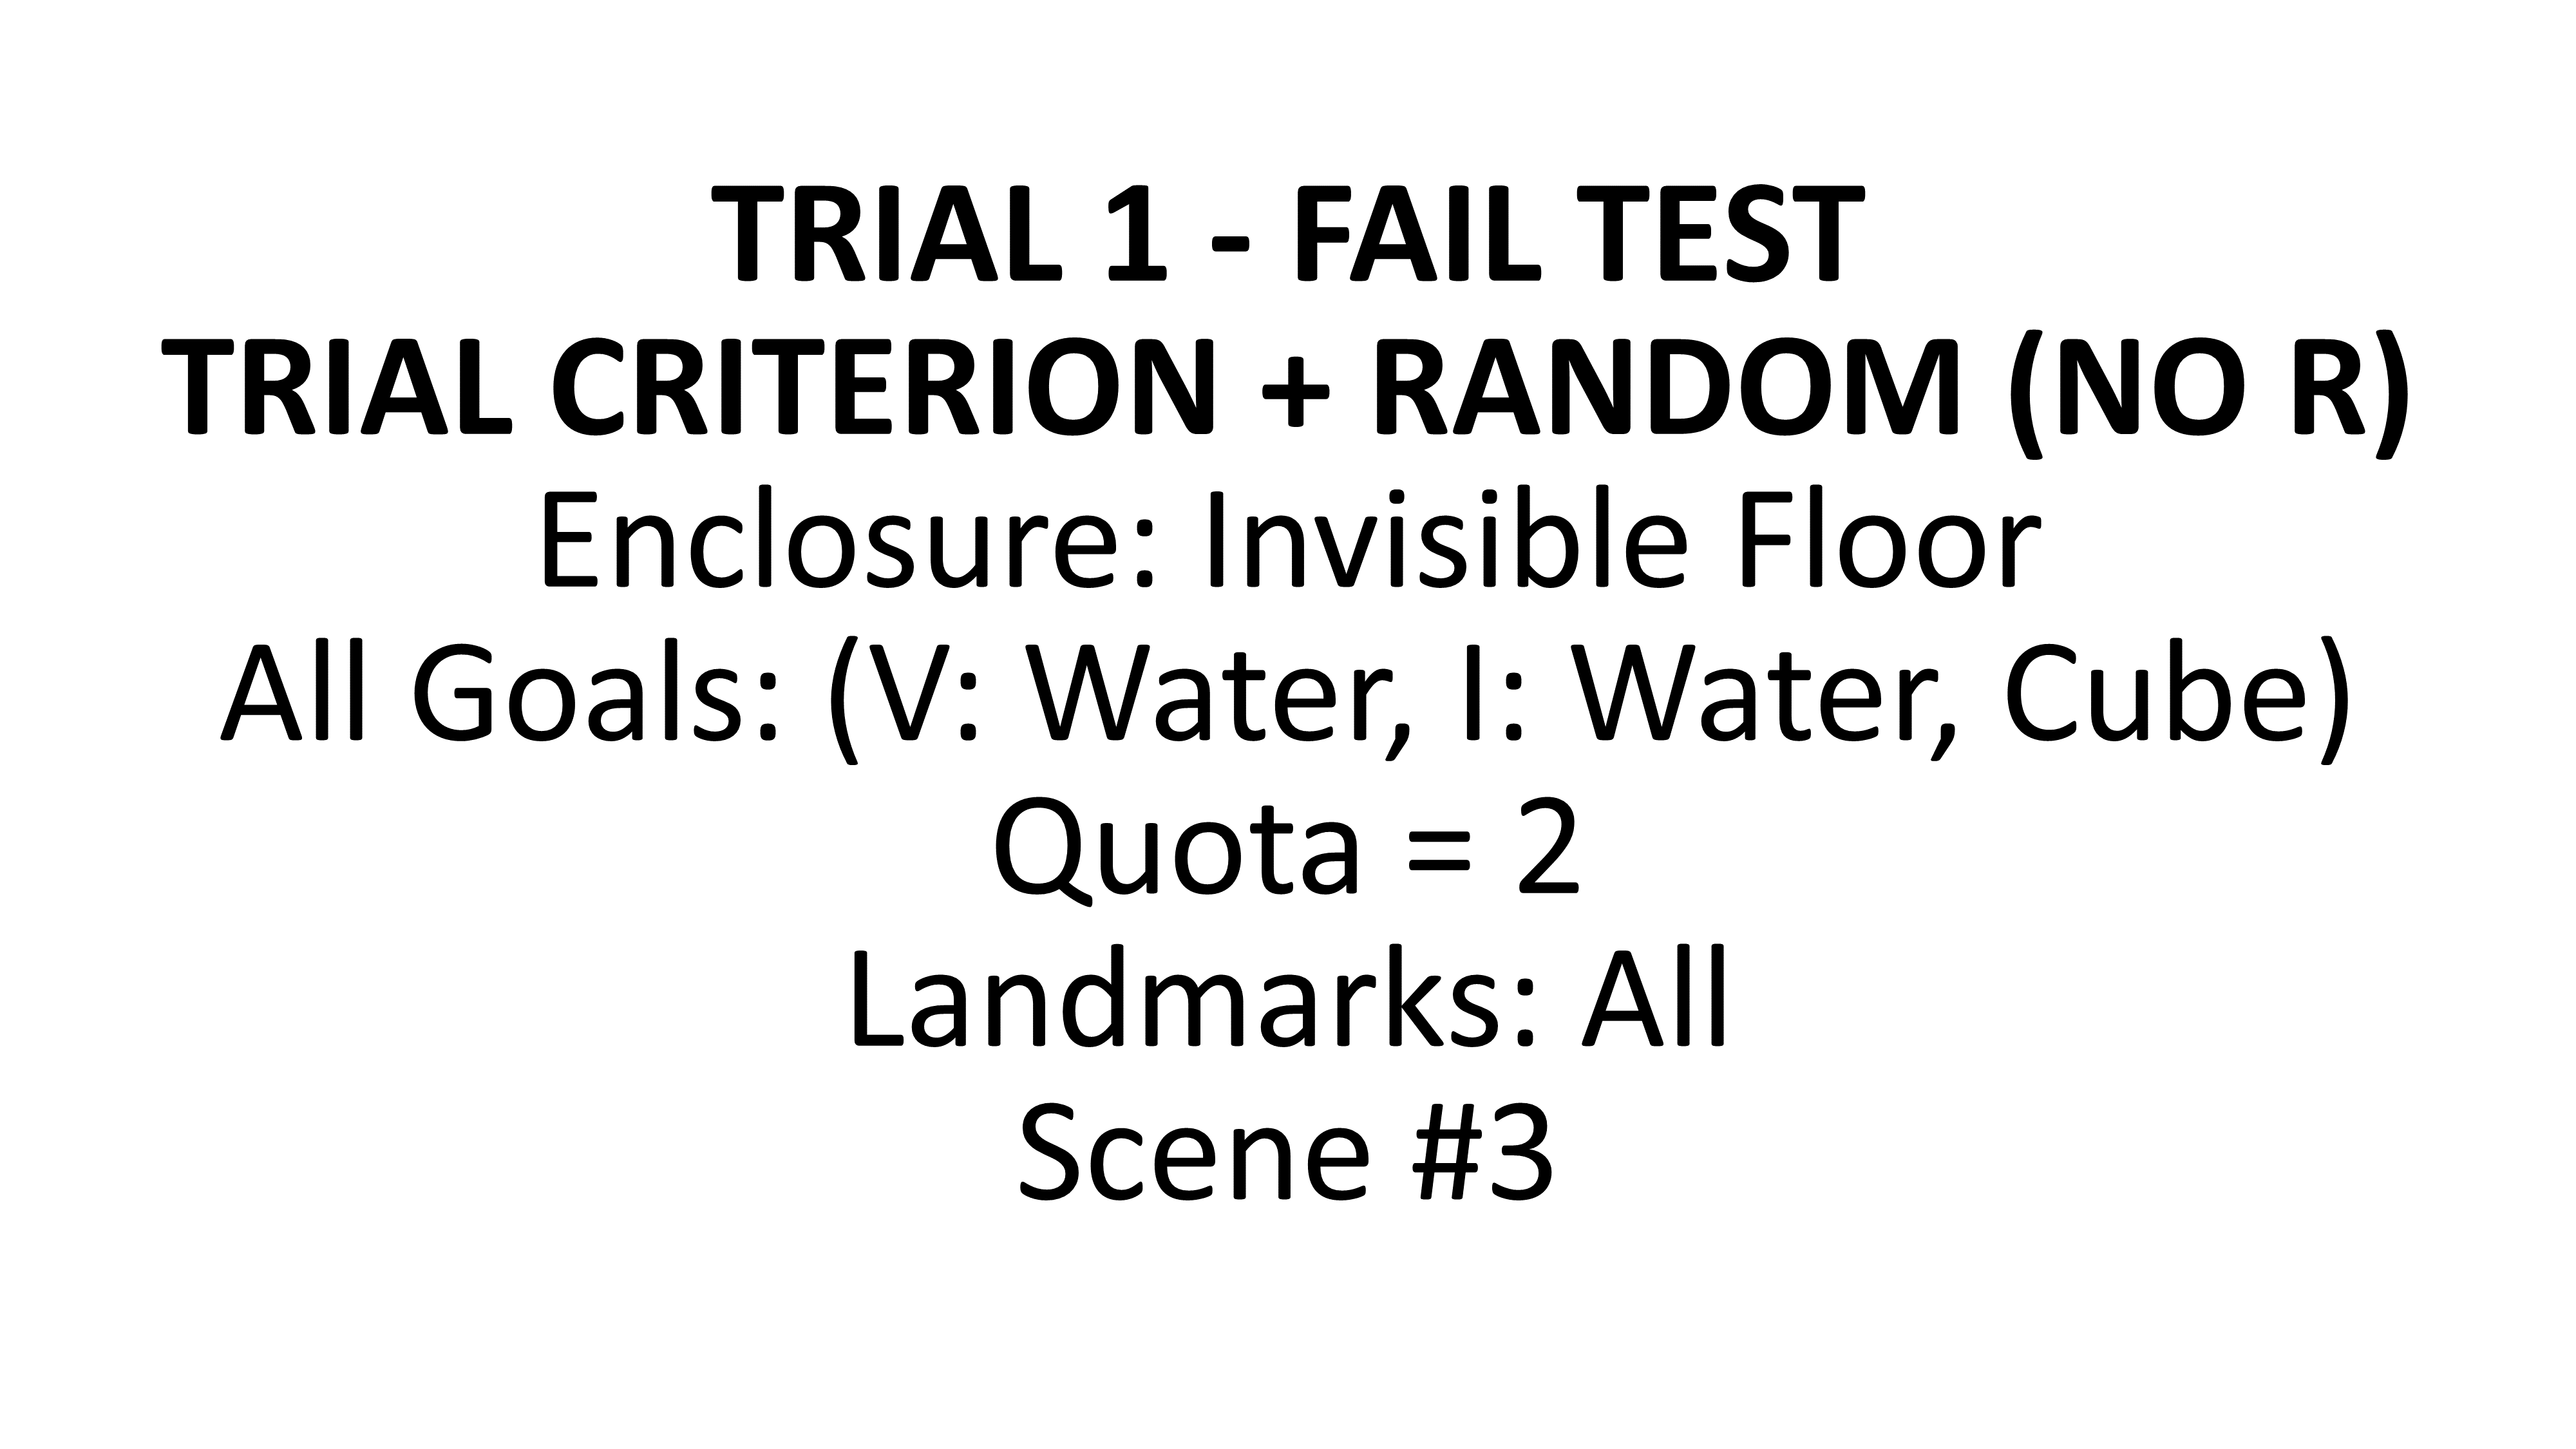 TRIAL 1 - FAIL TEST
TRIAL CRITERION + RANDOM (NO R)
Enclosure: Invisible Floor
All Goals: (V: Water, I: Water, Cube)
Quota = 2
Landmarks: All
Scene #3